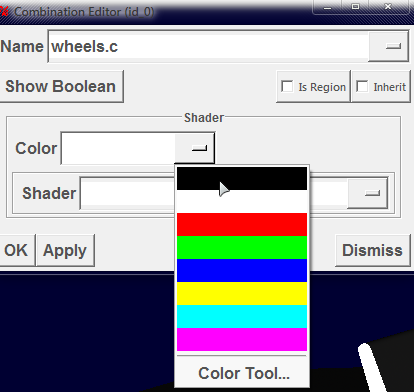 Combination Editor (id_0)
Name wheels.c
Show Boolean Is Region Inherit
Shader
Color
Shader
OK Apply Dismiss
Color Tool...